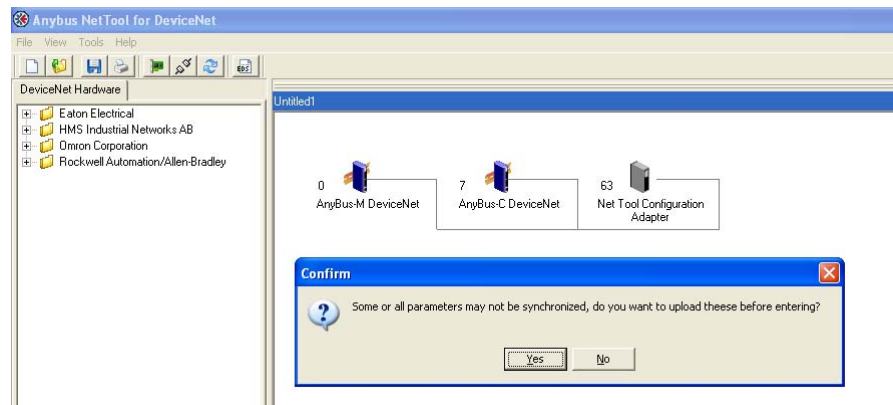 Anybus NetTool for DeviceNet
File View Tools Help
EDS
DeviceNet Hardware
Eaton Electrical
HMS Industrial Networks AB
Omron Corporation
Rockwell Automation/Allen-Bradley
Untitled1
0
AnyBus-M DeviceNet
7
AnyBus-C DeviceNet
63
Net Tool Configuration
Adapter
Confirm
Some or all parameters may not be synchronized, do you want to upload theese before entering?
Yes
No